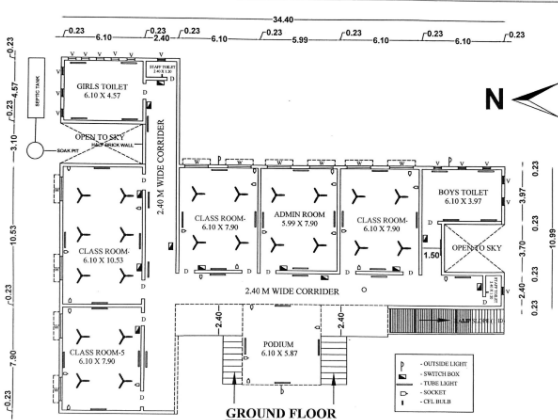 34.40
0.23 0.23 0.23 0.23 0.23 0.23
6.10 2.40 6.10 5.99 6.10 6.10
0.23
4.57
0.23
3.10
0.23
10.53
0.23
7.90
0.23
SEPTIC TANK
SOAK PIT
GIRLS TOILET
6.10 X 4.57
STAFF TOILET
OPEN TO SKY
HALF BRICK WALL
2.40 M WIDE CORRIDER
N
CLASS ROOM-
6.10 X 10.53
CLASS ROOM-
6.10 X 7.90
ADMIN ROOM
5.99 X 7.90
CLASS ROOM-
6.10 X 7.90
BOYS TOILET
6.10 X 3.97
OPEN TO SKY
1.50
0.23
3.97
0.23
3.70
0.23
2.40
0.23
10.99
2.40 M WIDE CORRIDER
CLASS ROOM-5
6.10 X 7.90
2.40
PODIUM
6.10 X 5.87
2.40
- OUTSIDE LIGHT
- SWITCH BOX
- TUBE LIGHT
- SOCKET
- CFL BULB
GROUND FLOOR